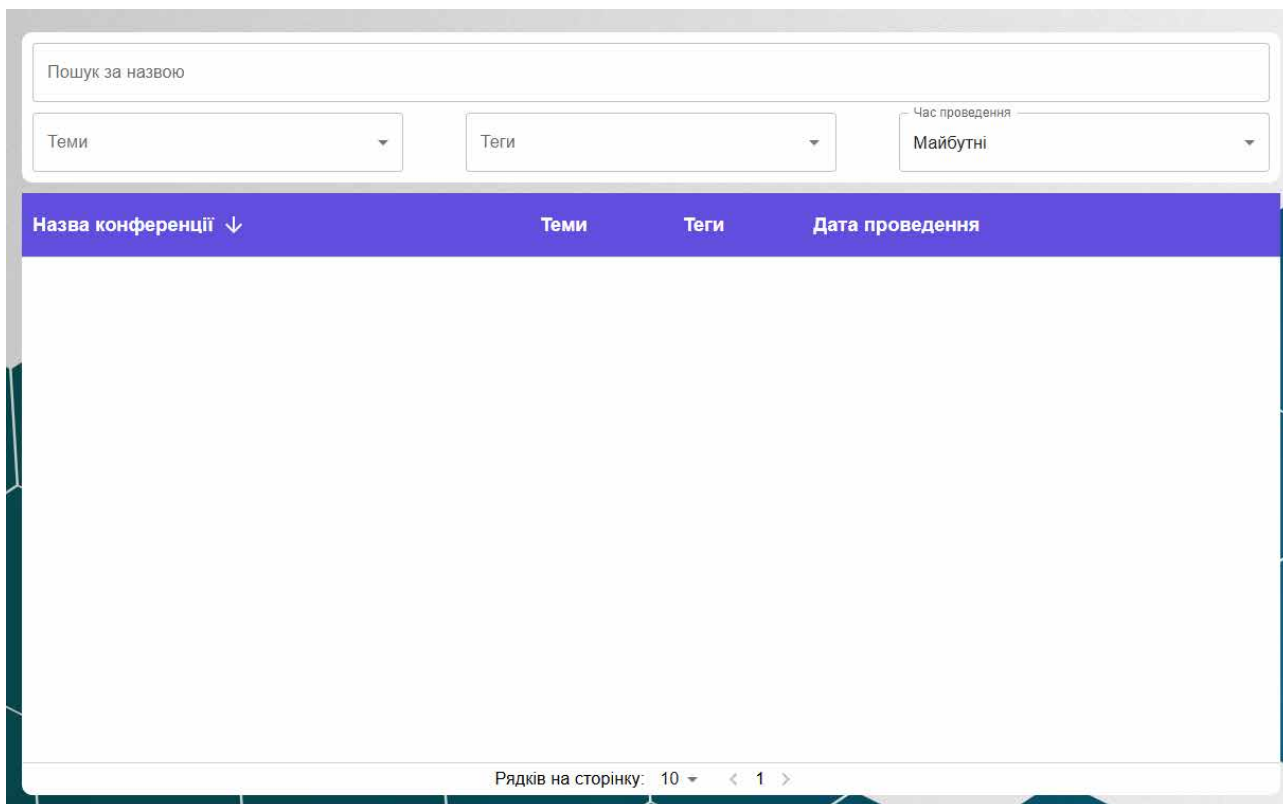 Пошук за назвою
Час проведення
Теми Теги Майбутні
Назва конференції ↓ Теми Теги Дата проведення
Рядків на сторінку: 10 < 1 >